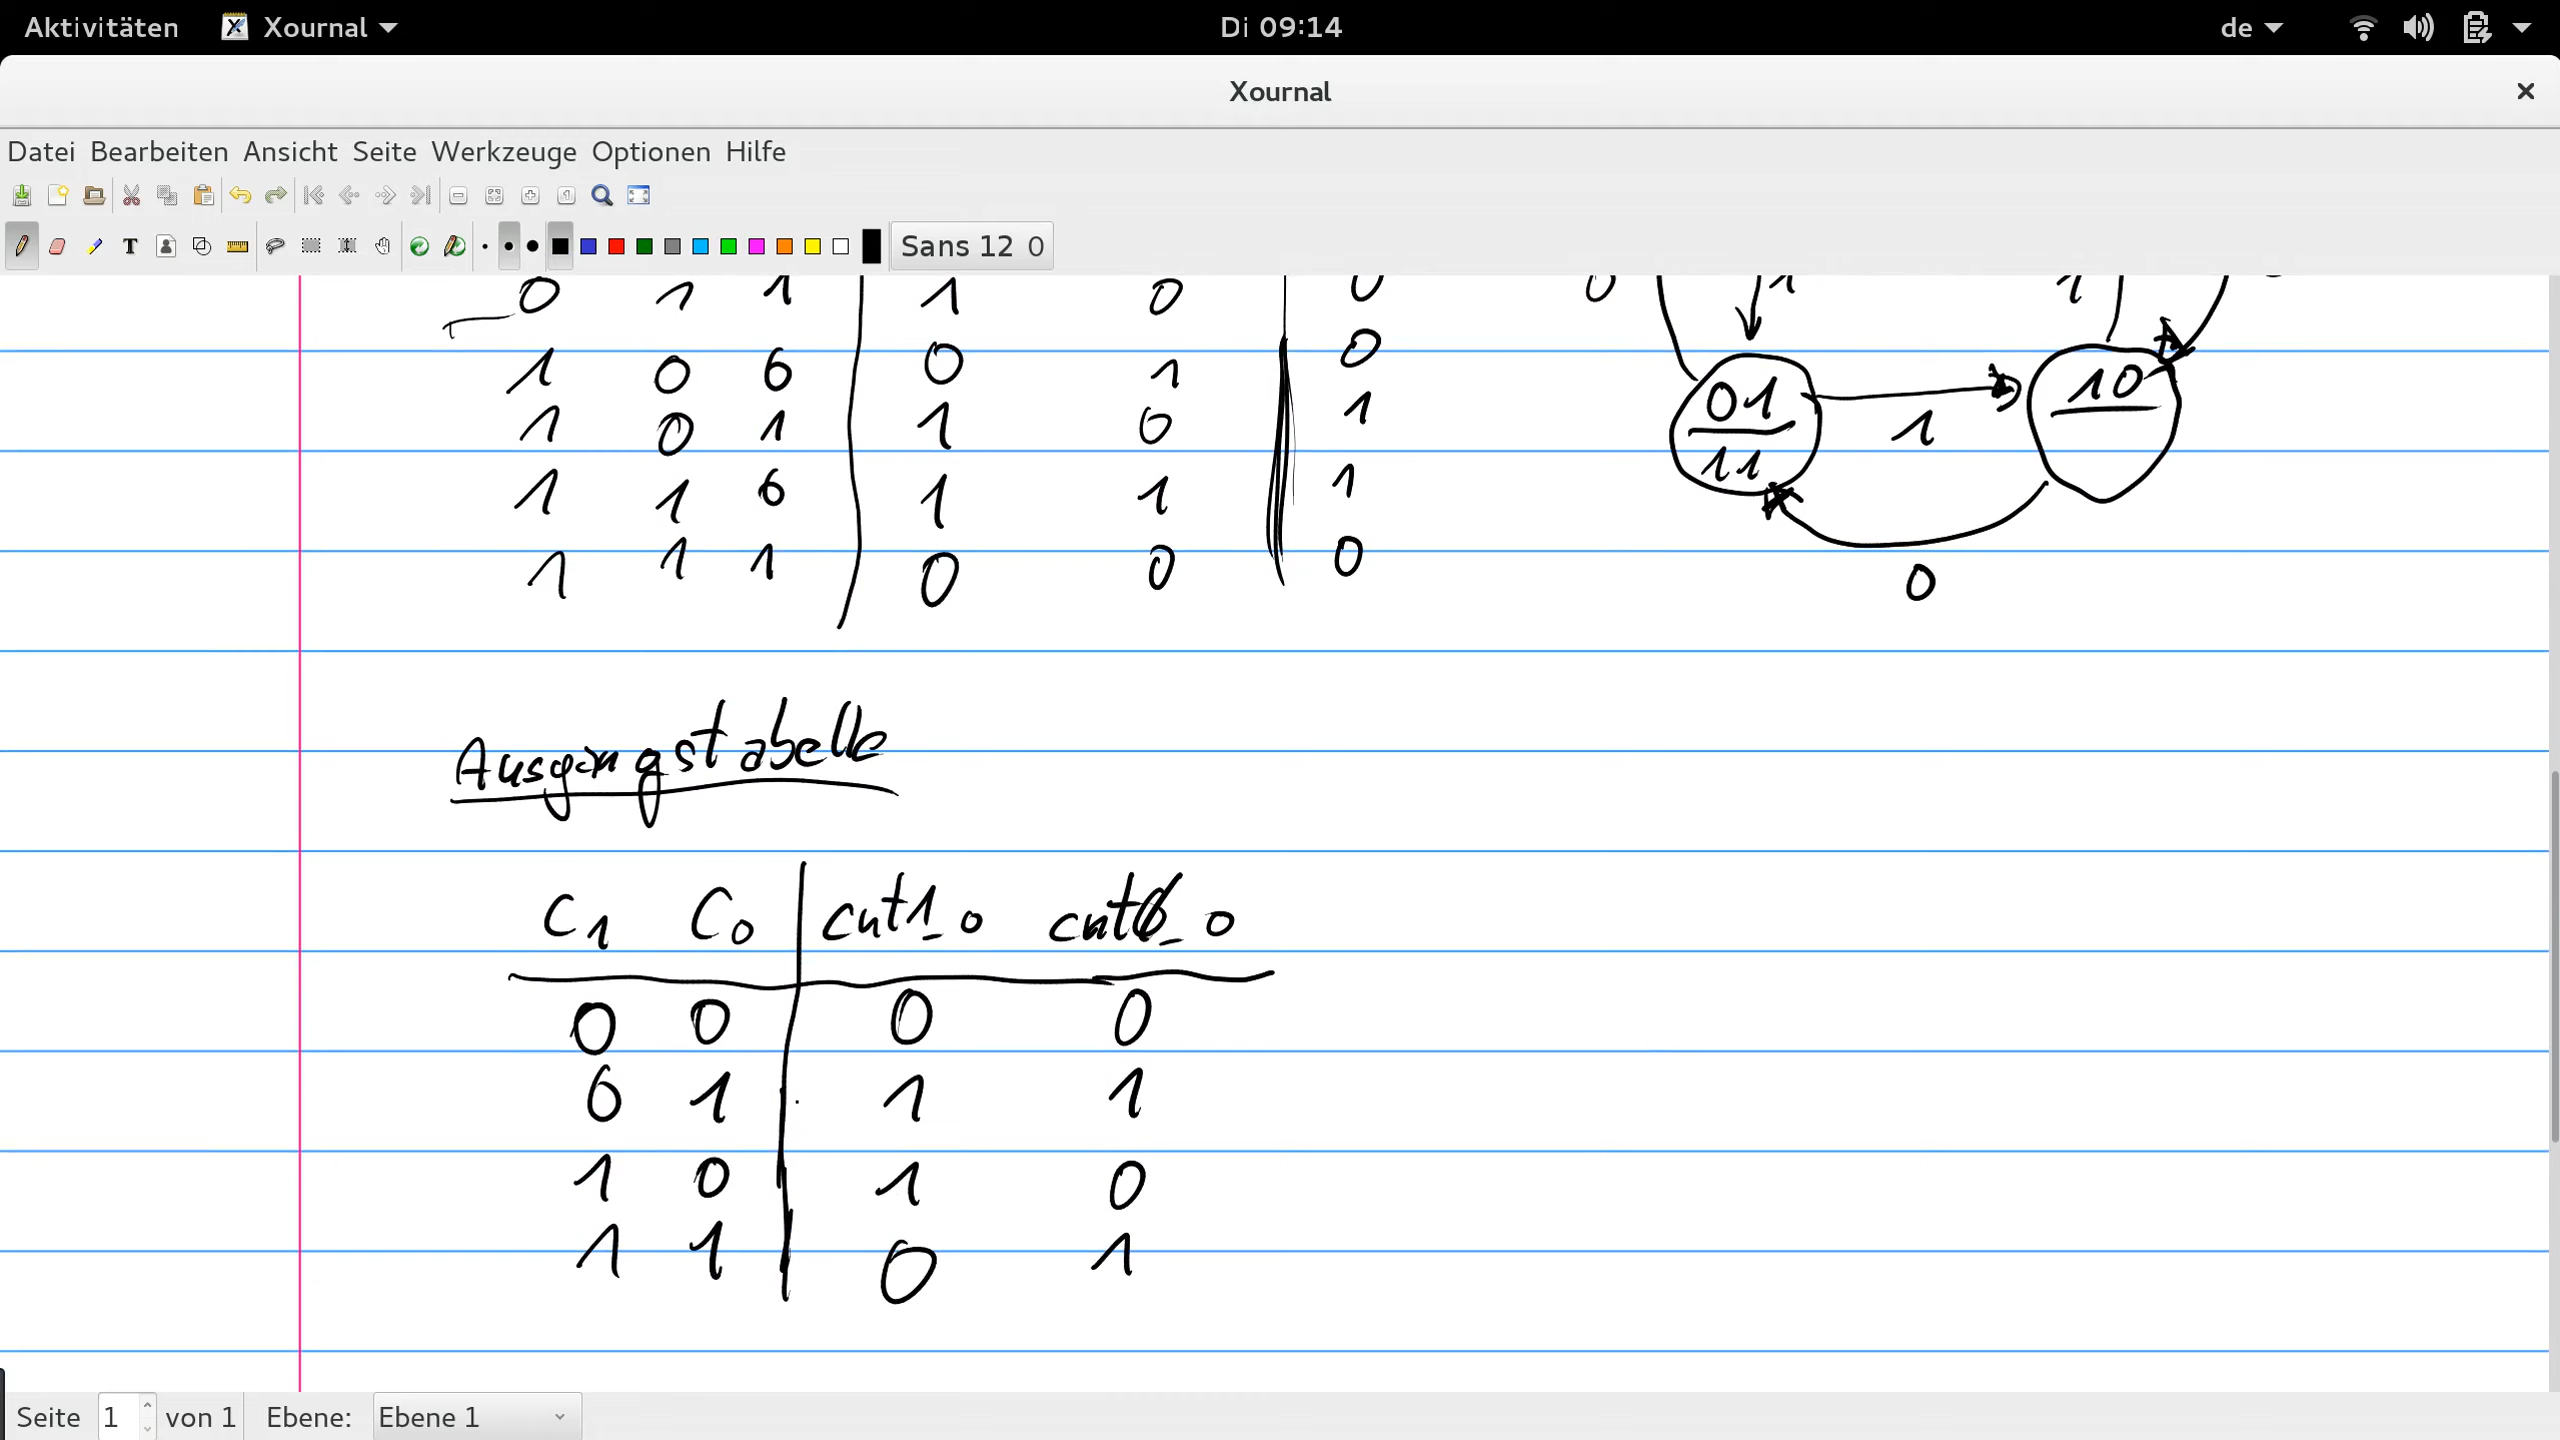 Aktivitäten Xournal Di 09:14 de
Xournal
Datei Bearbeiten Ansicht Seite Werkzeuge Optionen Hilfe
Sans 12 0
0 1 1 1 0 0 0 1 1
1 0 0 0 1 0 01 10
1 0 1 1 0 1 1
1 1 0 1 1 1 11
1 1 1 0 0 0 0
Ausgangstabelle
C1 C0 cnt1_o cnt0_o
0 0 0 0
0 1 1 1
1 0 1 0
1 1 0 1
Seite 1 von 1 Ebene: Ebene 1